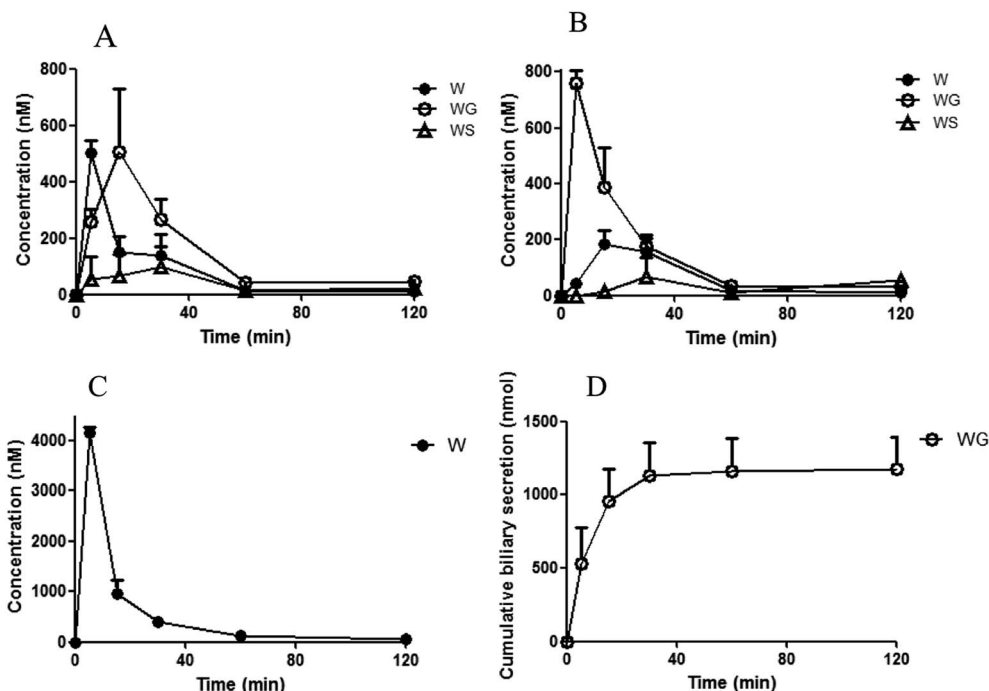 A
Concentration (nM)
800
600
400
200
0
0 40 80 120
Time (min)
W
WG
WS
B
Concentration (nM)
800
600
400
200
0
0 40 80 120
Time (min)
W
WG
WS
C
Concentration (nM)
4000
3000
2000
1000
0
0 40 80 120
Time (min)
W
D
Cumulative biliary secretion (nmol)
1500
1000
500
0
0 40 80 120
Time (min)
WG